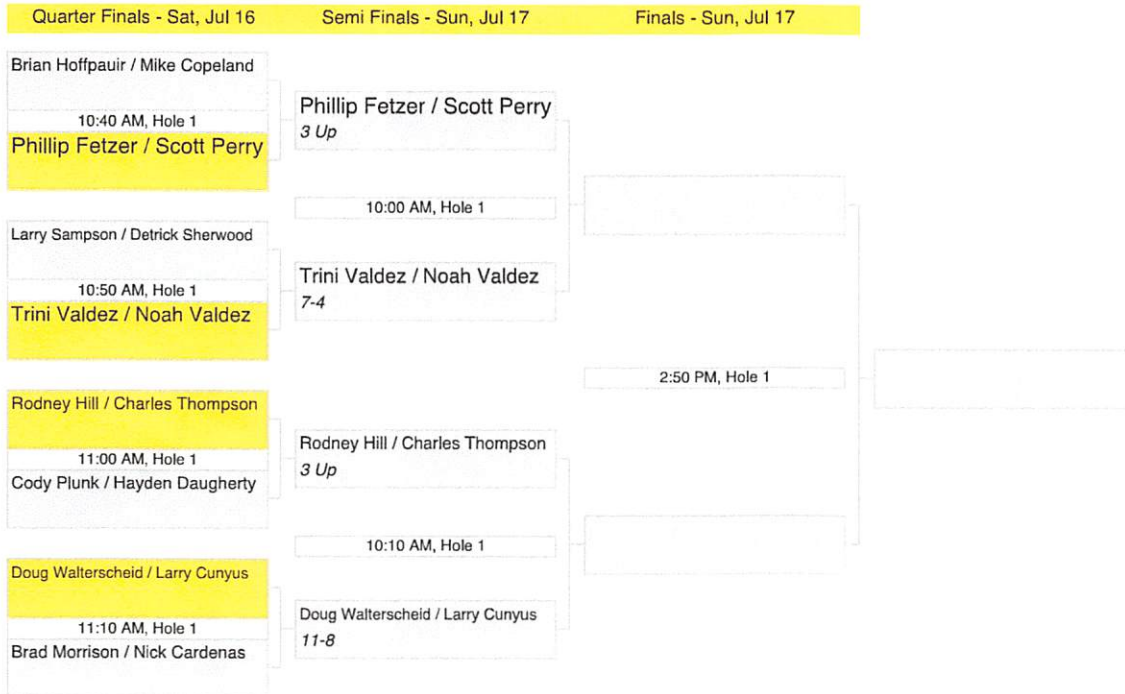 Quarter Finals - Sat, Jul 16
Semi Finals - Sun, Jul 17
Finals - Sun, Jul 17
Brian Hoffpauir / Mike Copeland
10:40 AM, Hole 1
Phillip Fetzer / Scott Perry
Larry Sampson / Detrick Sherwood
10:50 AM, Hole 1
Trini Valdez / Noah Valdez
Rodney Hill / Charles Thompson
11:00 AM, Hole 1
Cody Plunk / Hayden Daugherty
Doug Walterscheid / Larry Cunyus
11:10 AM, Hole 1
Brad Morrison / Nick Cardenas
Phillip Fetzer / Scott Perry
3 Up
10:00 AM, Hole 1
Trini Valdez / Noah Valdez
7-4
Rodney Hill / Charles Thompson
3 Up
10:10 AM, Hole 1
Doug Walterscheid / Larry Cunyus
11-8
2:50 PM, Hole 1